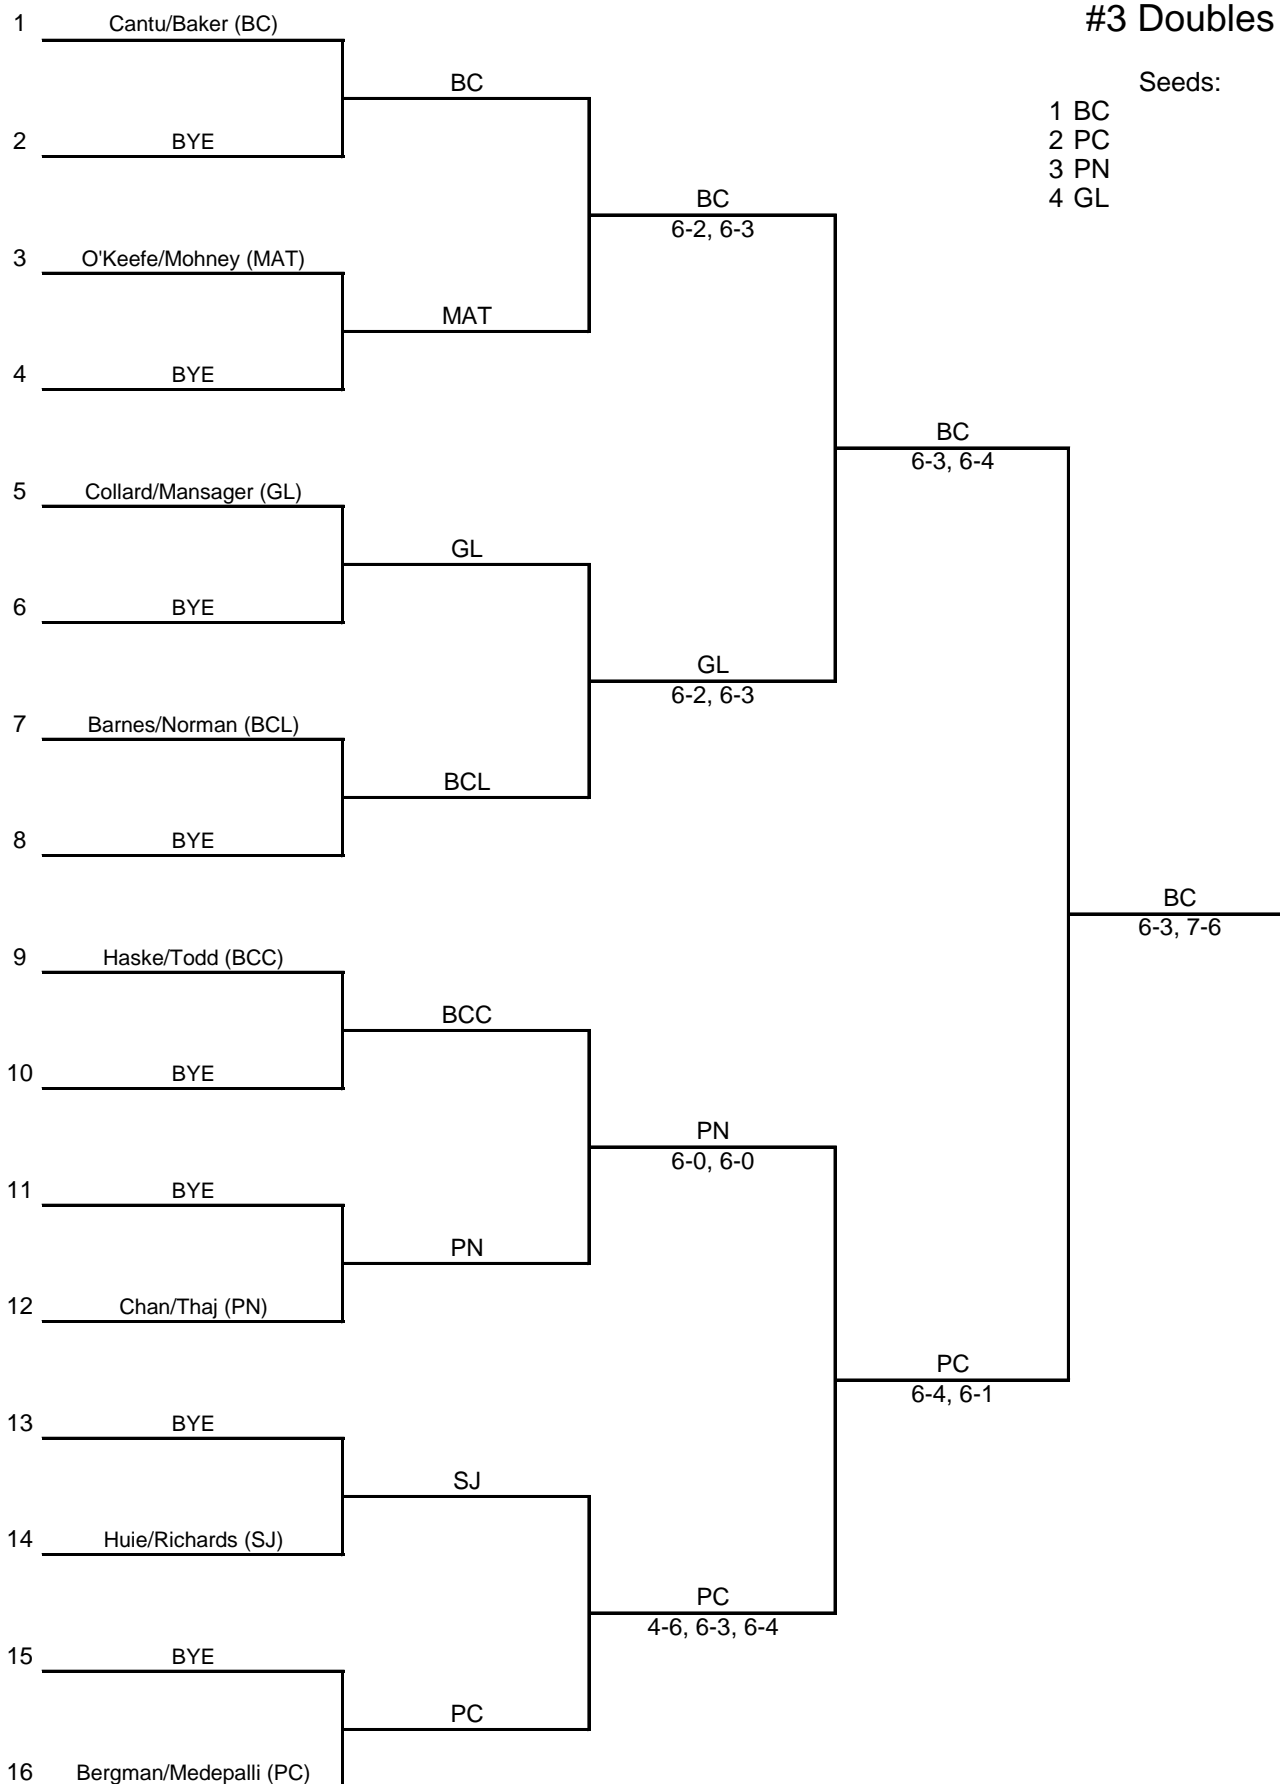 #3 Doubles
Seeds:
1 BC
2 PC
3 PN
4 GL
1 Cantu/Baker (BC)
BC
2 BYE
BC
6-2, 6-3
3 O'Keefe/Mohney (MAT)
MAT
4 BYE
BC
6-3, 6-4
5 Collard/Mansager (GL)
GL
6 BYE
GL
6-2, 6-3
7 Barnes/Norman (BCL)
BCL
8 BYE
BC
6-3, 7-6
9 Haske/Todd (BCC)
BCC
10 BYE
PN
6-0, 6-0
11 BYE
PN
12 Chan/Thaj (PN)
PC
6-4, 6-1
13 BYE
SJ
14 Huie/Richards (SJ)
PC
4-6, 6-3, 6-4
15 BYE
PC
16 Bergman/Medepalli (PC)